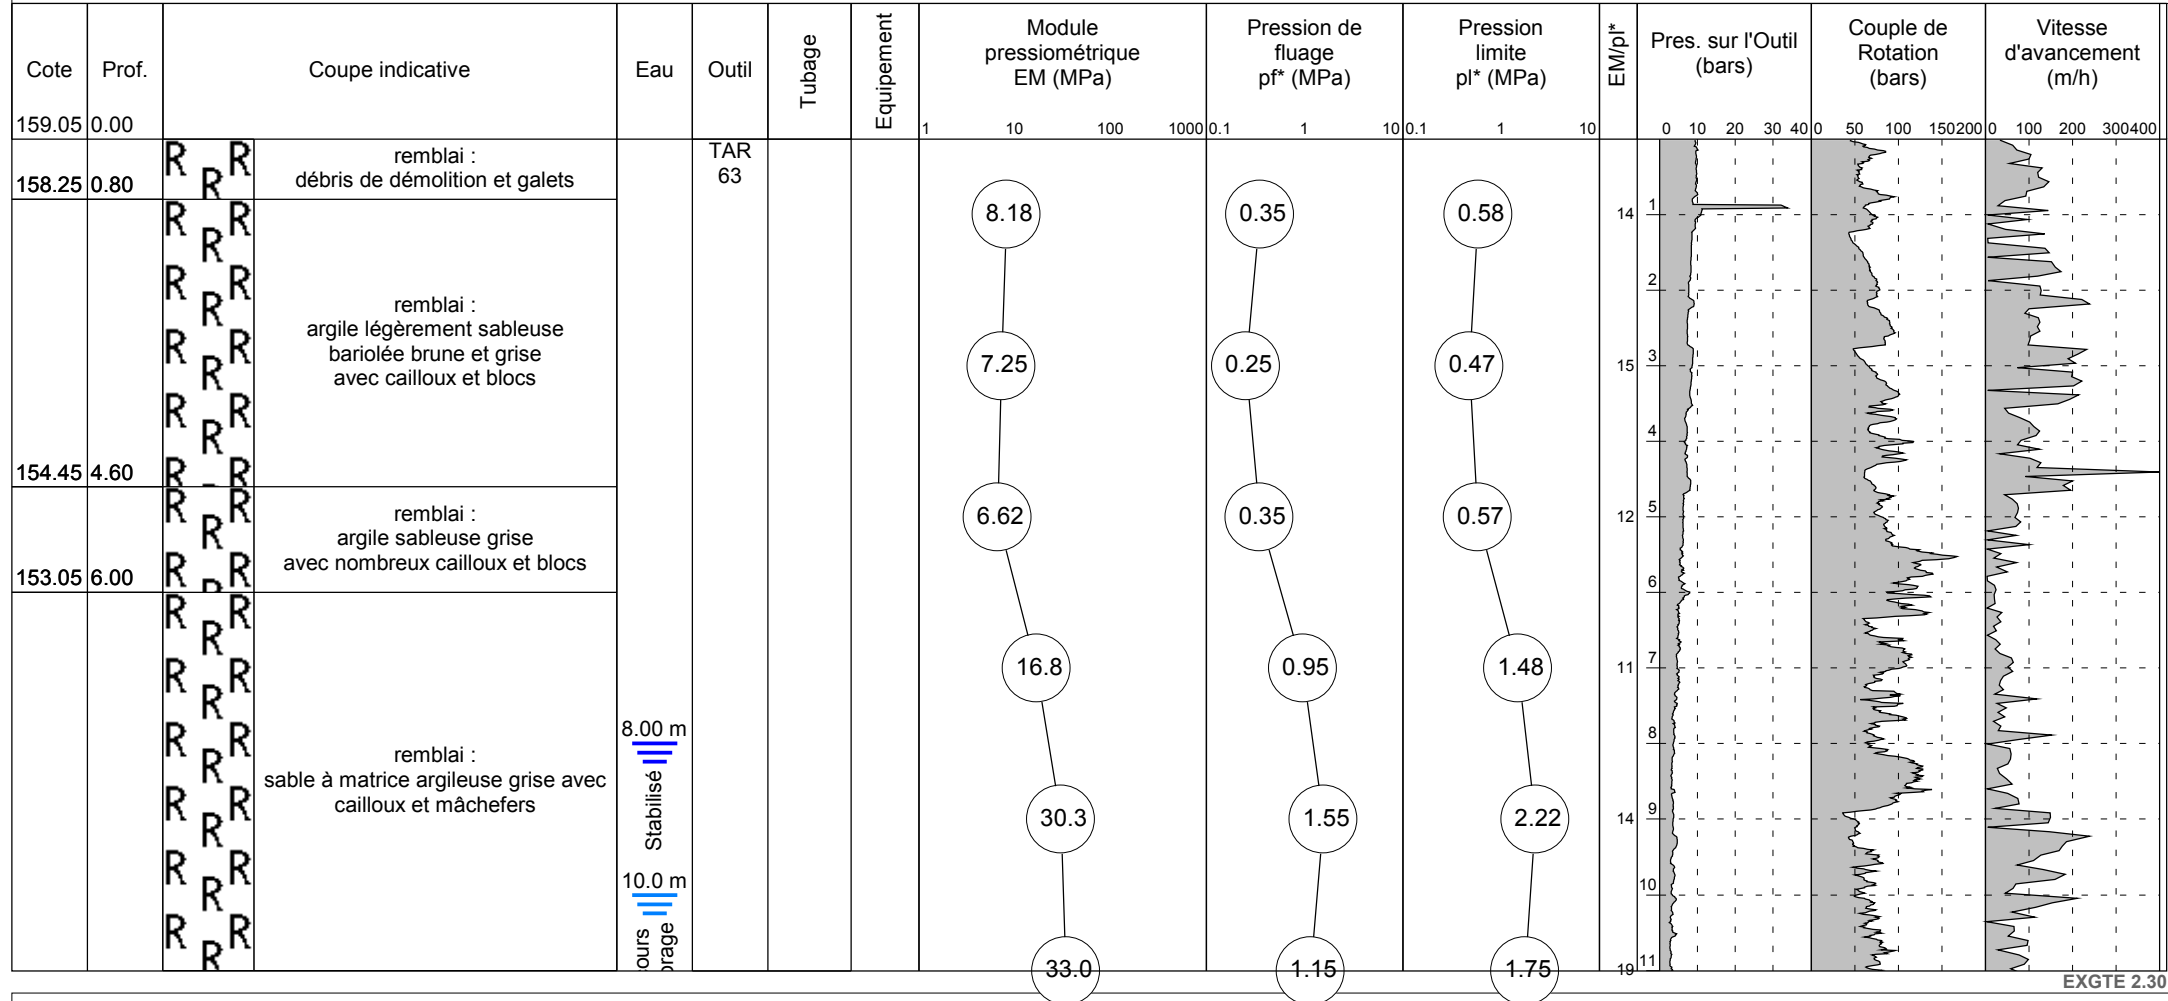 Cote
Prof.
Coupe indicative
Eau
Outil
Tubage
Equipement
Module
pressiométrique
EM (MPa)
Pression de
fluage
pf* (MPa)
Pression
limite
pl* (MPa)
EM/pl*
Pres. sur l'Outil
(bars)
Couple de
Rotation
(bars)
Vitesse
d'avancement
(m/h)
159.05 0.00
1 10 100 1000
0.1 1 10
0.1 1 10
0 10 20 30 40
0 50 100 150 200
0 100 200 300 400
R R R
remblai :
débris de démolition et galets
TAR
63
158.25 0.80
8.18 0.35 0.58 14 1
R R R
R R R
2
remblai :
argile légèrement sableuse
bariolée brune et grise
avec cailloux et blocs
R R R
7.25 0.25 0.47 15 3
R R R
4
R R
154.45 4.60
R R R
remblai :
argile sableuse grise
avec nombreux cailloux et blocs
6.62 0.35 0.57 12 5
R R
153.05 6.00
6
R R R
16.8 0.95 1.48 11 7
R R R
8.00 m
Stabilisé
8
R R R
remblai :
sable à matrice argileuse grise avec
cailloux et mâchefers
R R R
30.3 1.55 2.22 14 9
R R R
10.0 m
10
R R R
33.0 1.15 1.75 19 11
EXGTE 2.30